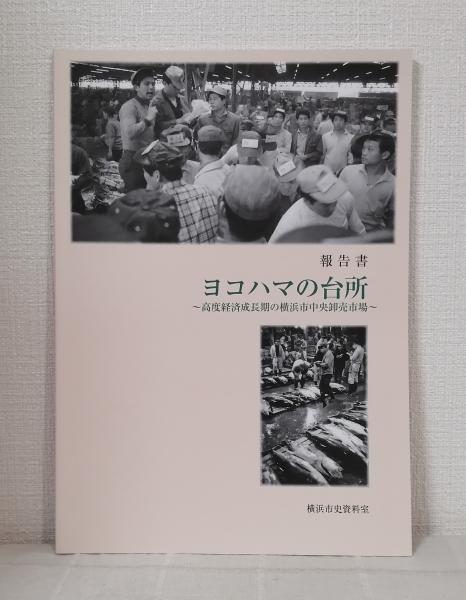 報告書
ヨコハマの台所
～高度経済成長期の横浜市中央卸売市場～
横浜市史資料室